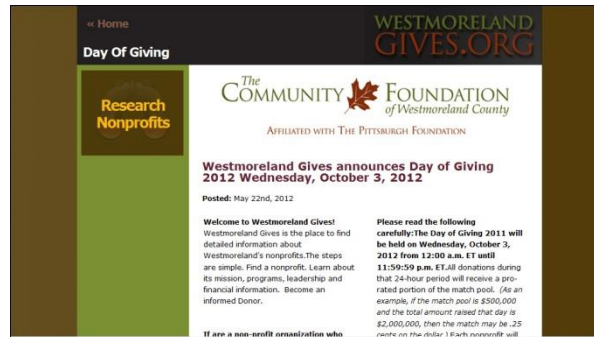 « Home
WESTMORELAND
GIVES.ORG
Day Of Giving
Research
Nonprofits
The
COMMUNITY FOUNDATION
of Westmoreland County
AFFILIATED WITH THE PITTSBURGH FOUNDATION
Westmoreland Gives announces Day of Giving
2012 Wednesday, October 3, 2012
Posted: May 22nd, 2012
Welcome to Westmoreland Gives!
Westmoreland Gives is the place to find
detailed information about
Westmoreland's nonprofits.The steps
are simple. Find a nonprofit. Learn about
its mission, programs, leadership and
financial information. Become an
informed Donor.
If are a non-profit organization who
Please read the following
carefully:The Day of Giving 2011 will
be held on Wednesday, October 3,
2012 from 12:00 a.m. ET until
11:59:59 p.m. ET.All donations during
that 24-hour period will receive a pro-
rated portion of the match pool. (As an
example, if the match pool is $500,000
and the total amount raised that day is
$2,000,000, then the match may be .25
cents on the dollar.) Each nonprofit will